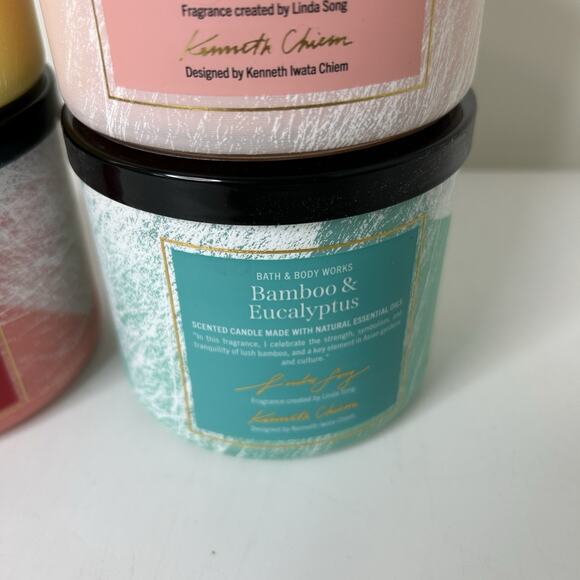 Fragrance created by Linda Song
Kenneth Chiem
Designed by Kenneth Iwata Chiem
BATH & BODY WORKS
Bamboo &
Eucalyptus
SCENTED CANDLE MADE WITH NATURAL ESSENTIAL OILS
"In this fragrance, I celebrate the strength, symbolism, and
tranquility of lush bamboo, and a key element in Asian gardens
and culture."
Linda Song
Fragrance created by Linda Song
Kenneth Chiem
Designed by Kenneth Iwata Chiem